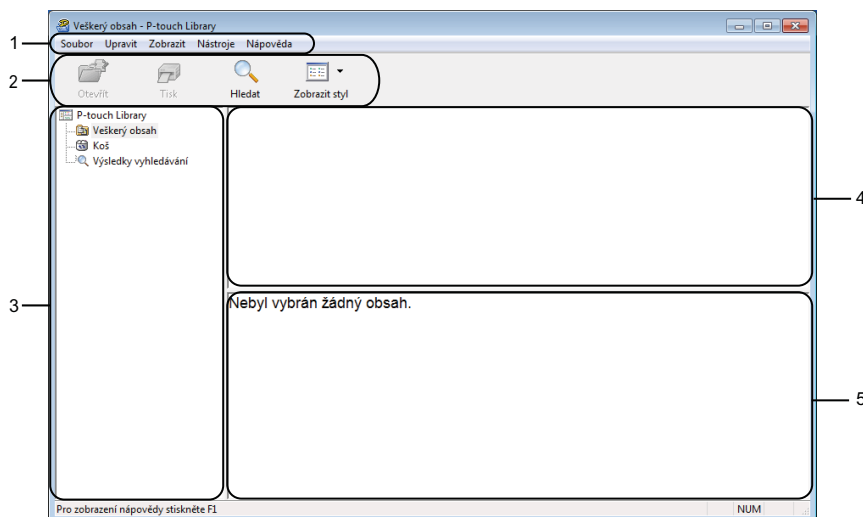 Veškerý obsah - P-touch Library
1
Soubor Upravit Zobrazit Nástroje Nápověda
2
Otevřít Tisk Hledat Zobrazit styl
3
P-touch Library
Veškerý obsah
Koš
Výsledky vyhledávání
4
Nebyl vybrán žádný obsah.
5
Pro zobrazení nápovědy stiskněte F1 NUM